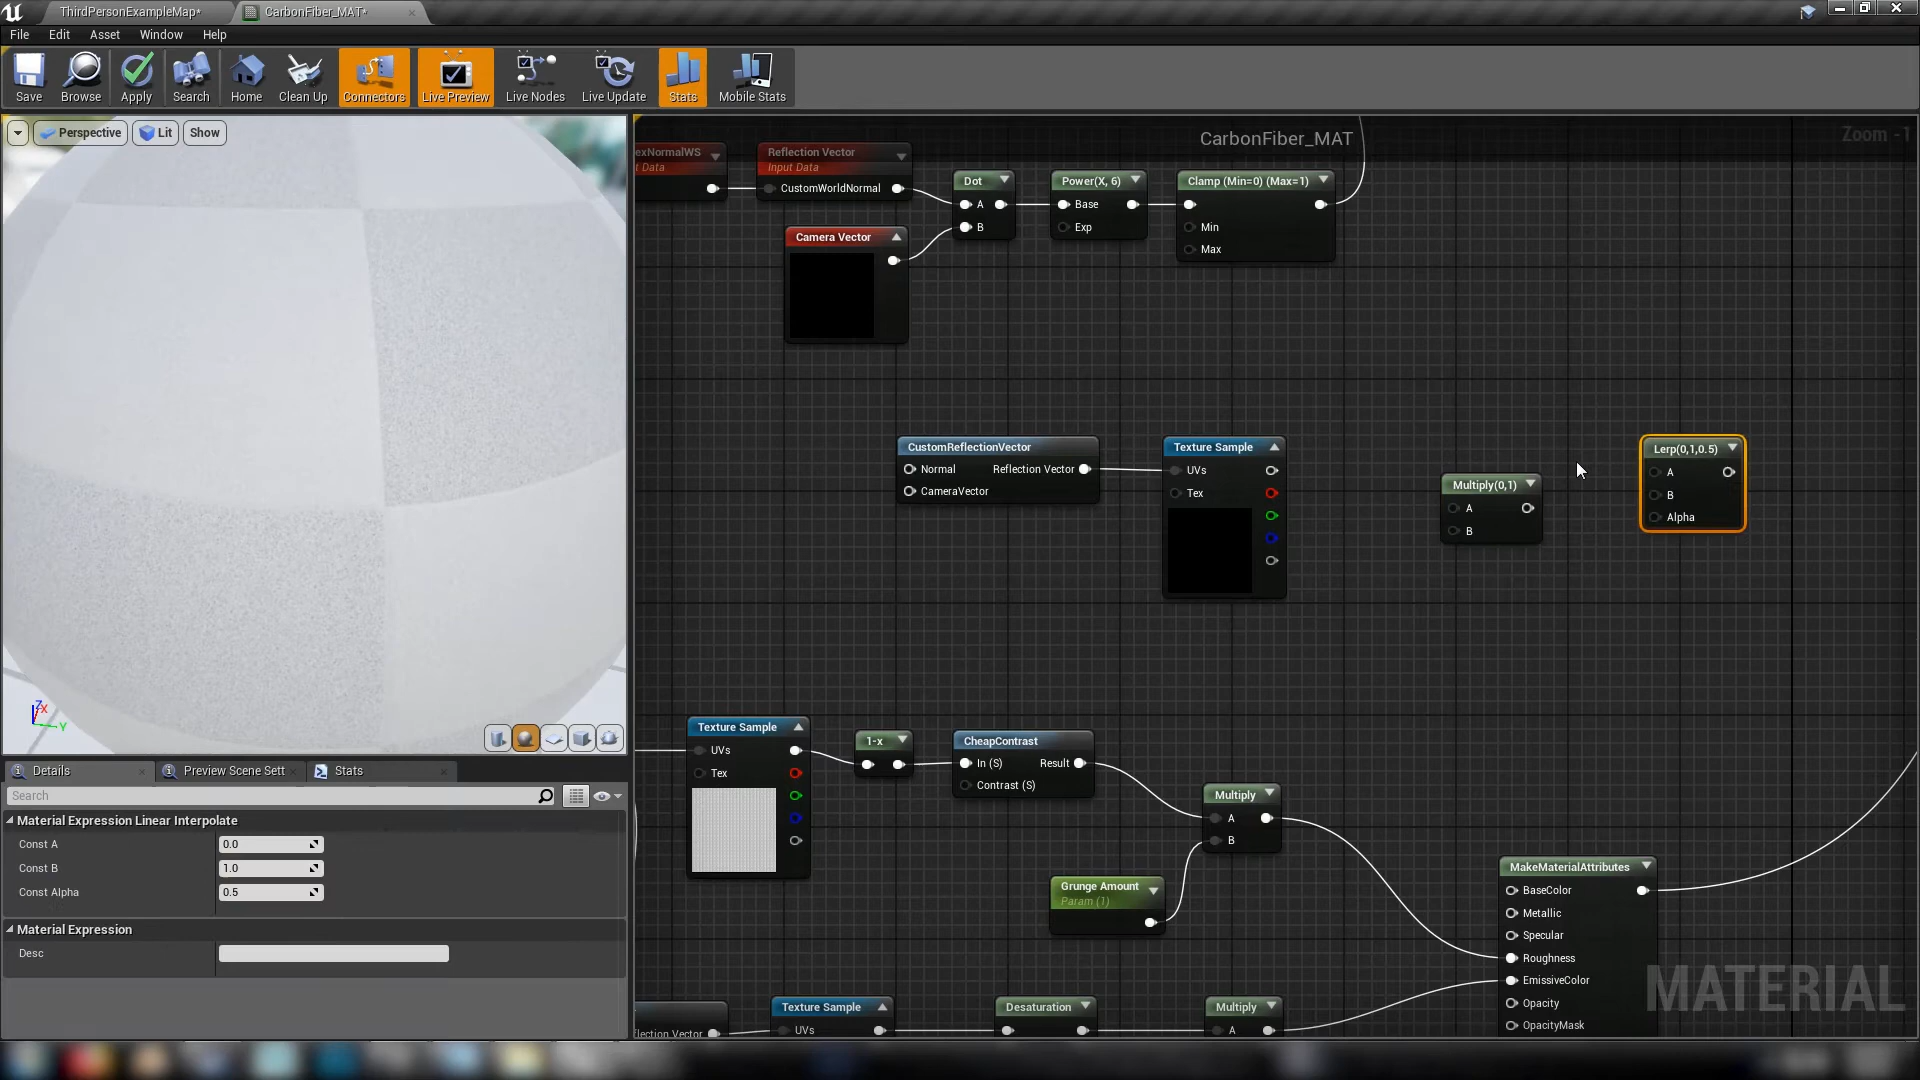 ThirdPersonExampleMap*
CarbonFiber_MAT*
File
Edit
Asset
Window
Help
Save
Browse
Apply
Search
Home
Clean Up
Connectors
Live Preview
Live Nodes
Live Update
Stats
Mobile Stats
Perspective
Lit
Show
CarbonFiber_MAT
Zoom -1
exNormalWS
t Data
Reflection Vector
Input Data
CustomWorldNormal
Dot
A
B
Power(X, 6)
Base
Exp
Clamp (Min=0) (Max=1)
Min
Max
Camera Vector
CustomReflectionVector
Normal
Reflection Vector
CameraVector
Texture Sample
UVs
Tex
Multiply(0,1)
A
B
Lerp(0,1,0.5)
A
B
Alpha
Z
X
Y
Texture Sample
UVs
Tex
1-x
CheapContrast
In (S)
Result
Contrast (S)
Multiply
A
B
Grunge Amount
Param (1)
MakeMaterialAttributes
BaseColor
Metallic
Specular
Roughness
EmissiveColor
Opacity
OpacityMask
MATERIAL
flection Vector
Texture Sample
UVs
Desaturation
Multiply
A
Details
Preview Scene Sett
Stats
Search
Material Expression Linear Interpolate
Const A
0.0
Const B
1.0
Const Alpha
0.5
Material Expression
Desc